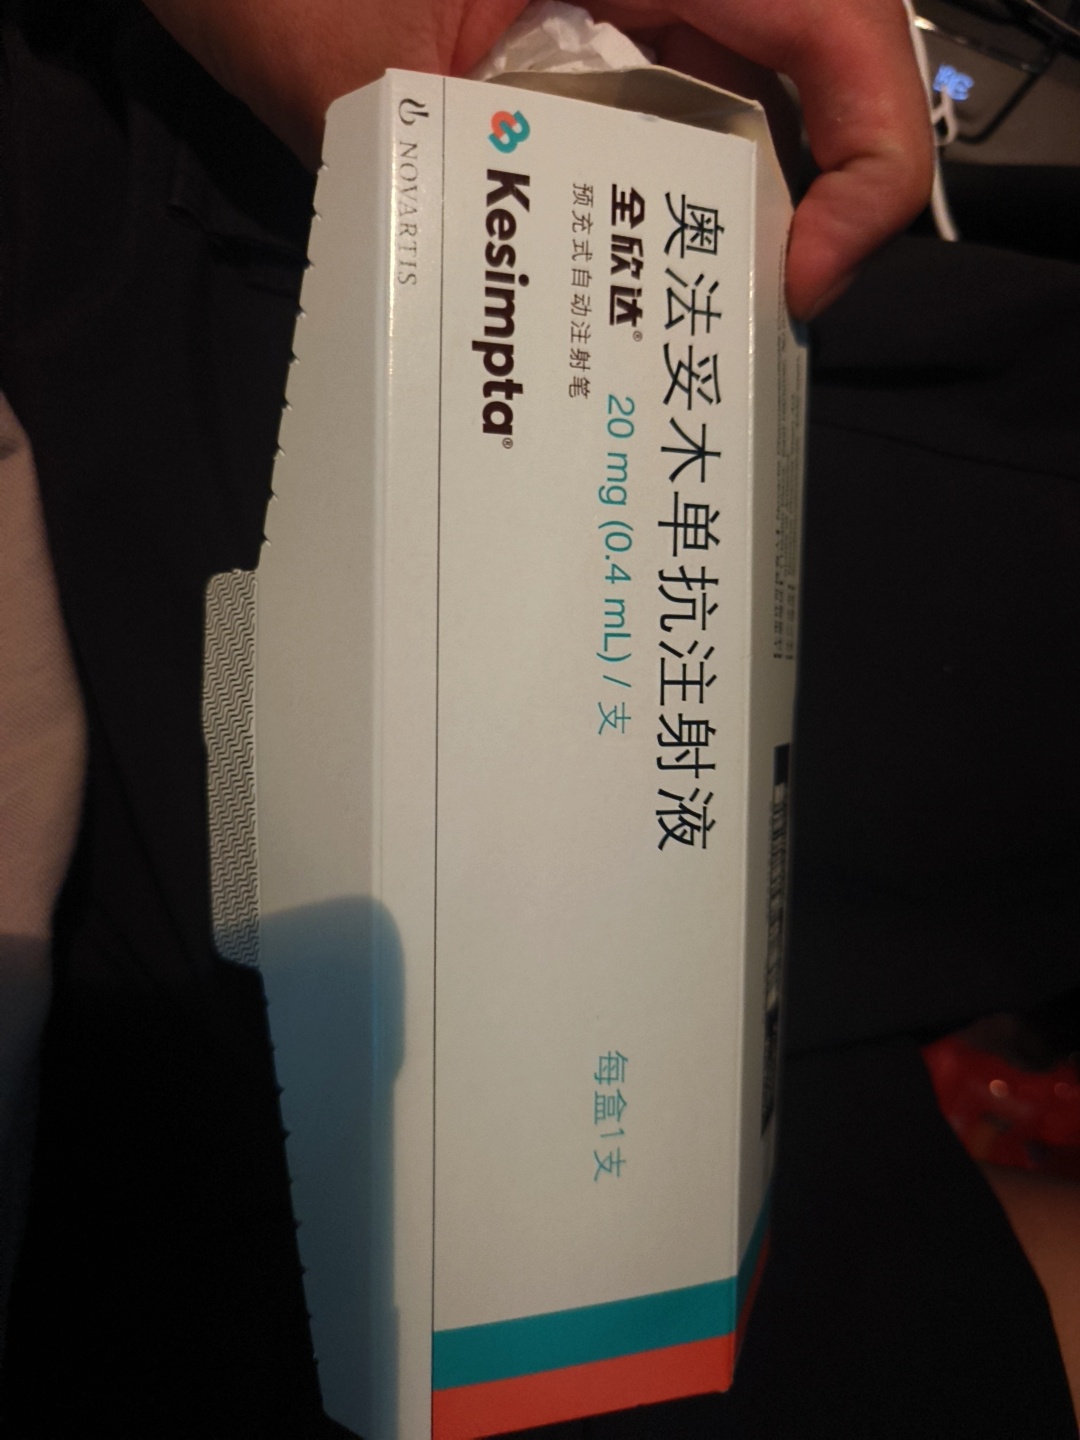 奥法妥木单抗注射液
全欣达® 20 mg (0.4 mL) / 支
每盒1支
预充式自动注射笔
Kesimpta®
NOVARTIS